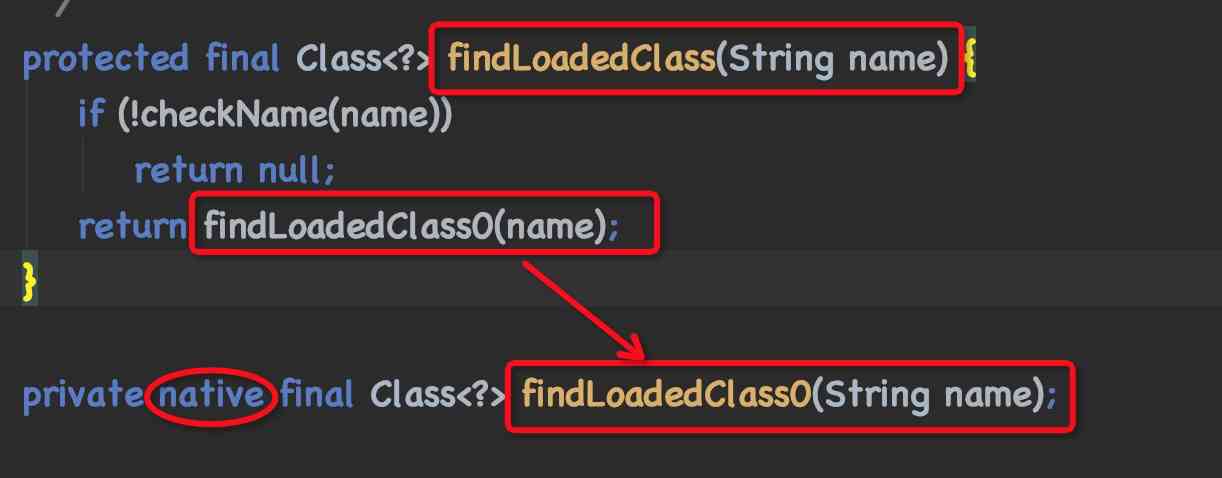 /
protected final Class<?> findLoadedClass(String name) {
if (!checkName(name))
return null;
return findLoadedClass0(name);
}
private native final Class<?> findLoadedClass0(String name);